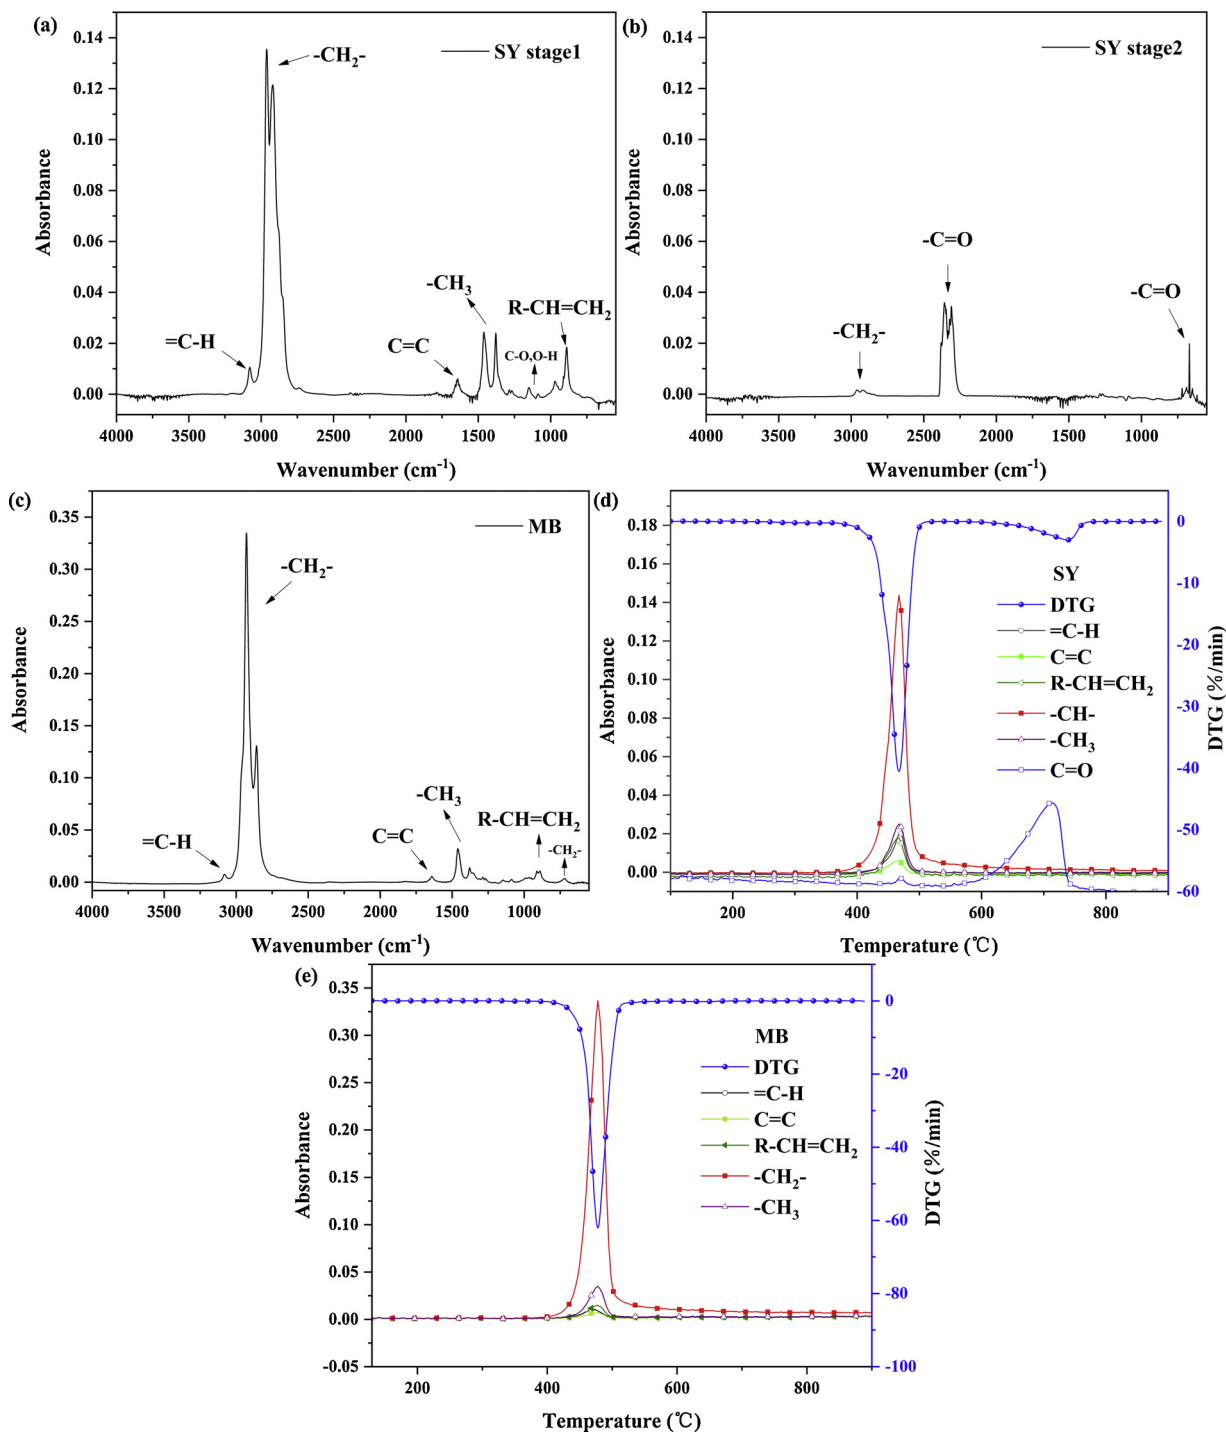 (a)
SY stage1
-CH₂-
=C-H
C=C
-CH₃
C-O,O-H
R-CH=CH₂
Absorbance
0.14
0.12
0.10
0.08
0.06
0.04
0.02
0.00
4000 3500 3000 2500 2000 1500 1000
Wavenumber (cm⁻¹)
(b)
SY stage2
-C=O
-CH₂-
-C=O
Absorbance
0.14
0.12
0.10
0.08
0.06
0.04
0.02
0.00
4000 3500 3000 2500 2000 1500 1000
Wavenumber (cm⁻¹)
(c)
MB
-CH₂-
=C-H
C=C
-CH₃
R-CH=CH₂
-CH₂-
Absorbance
0.35
0.30
0.25
0.20
0.15
0.10
0.05
0.00
4000 3500 3000 2500 2000 1500 1000
Wavenumber (cm⁻¹)
(d)
SY
DTG
=C-H
C=C
R-CH=CH₂
-CH-
-CH₃
C=O
Absorbance
0.18
0.16
0.14
0.12
0.10
0.08
0.06
0.04
0.02
0.00
200 400 600 800
Temperature (℃)
0
-10
-20
-30
-40
-50
-60
DTG (%/min)
(e)
MB
DTG
=C-H
C=C
R-CH=CH₂
-CH₂-
-CH₃
Absorbance
0.35
0.30
0.25
0.20
0.15
0.10
0.05
0.00
-0.05
200 400 600 800
Temperature (℃)
0
-20
-40
-60
-80
-100
DTG (%/min)